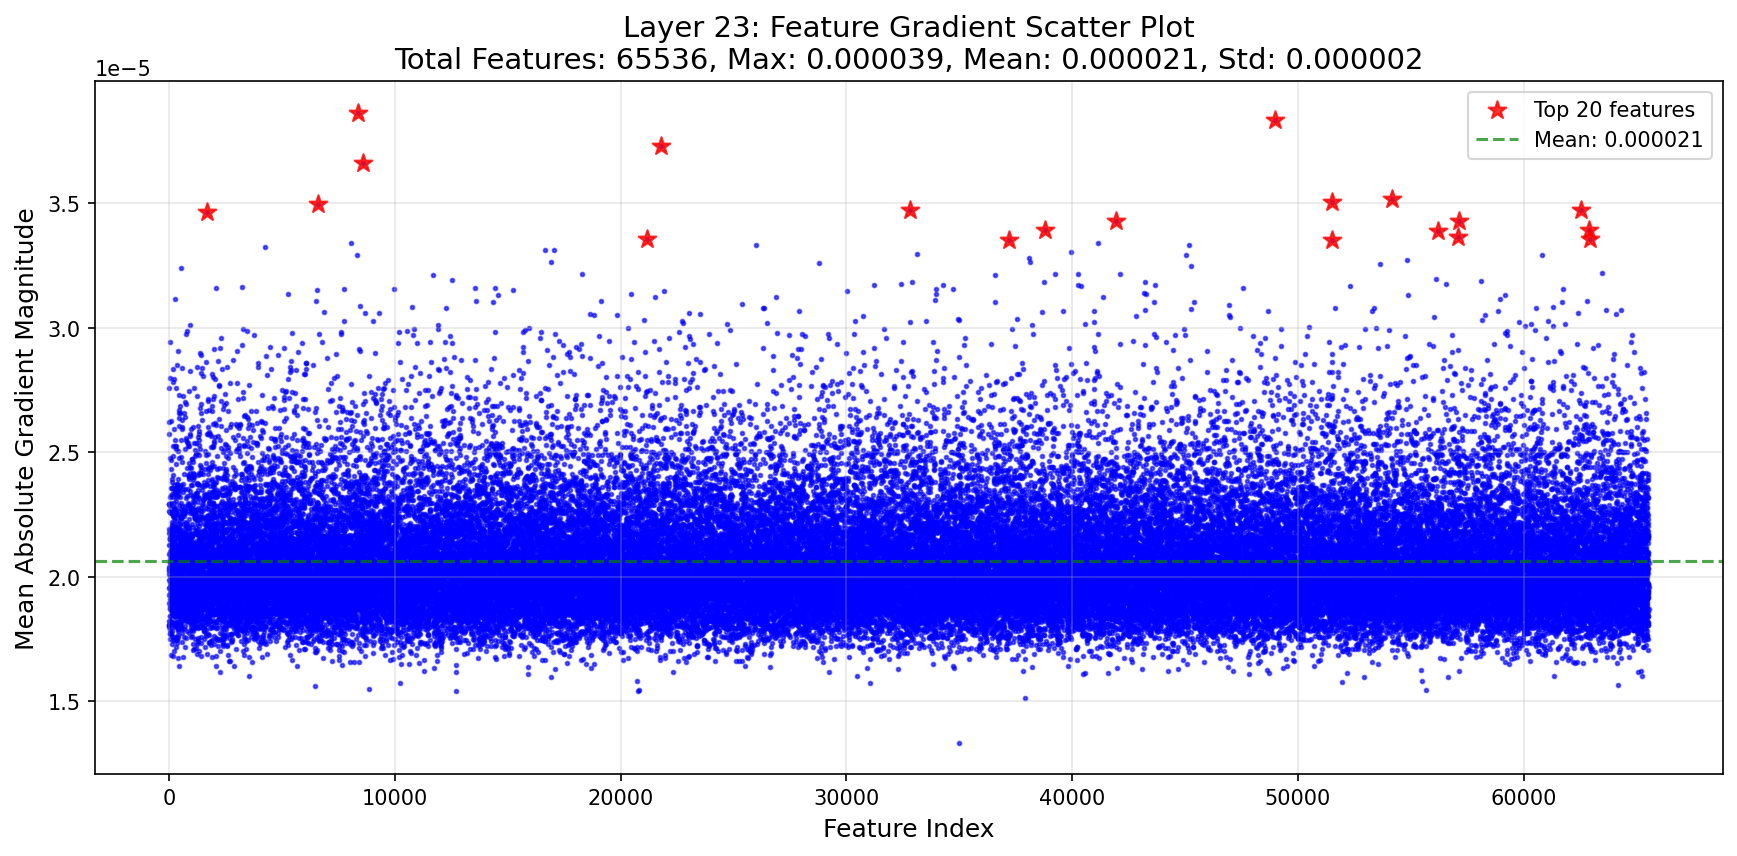 Layer 23: Feature Gradient Scatter Plot
Total Features: 65536, Max: 0.000039, Mean: 0.000021, Std: 0.000002
1e−5
Top 20 features
Mean: 0.000021
3.5
3.0
2.5
2.0
1.5
Mean Absolute Gradient Magnitude
0 10000 20000 30000 40000 50000 60000
Feature Index